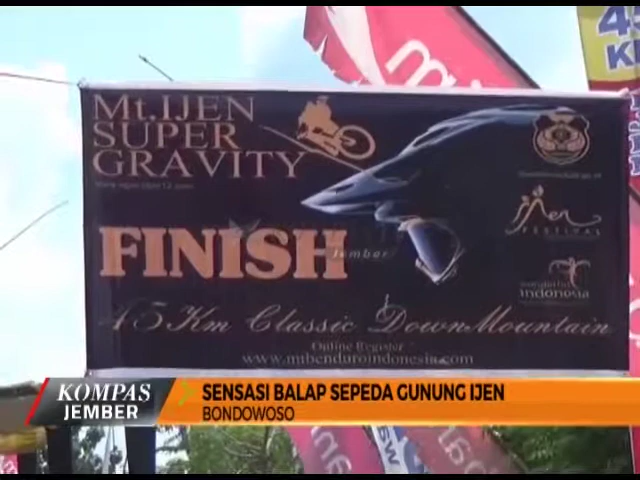 45
K
m
Mt.IJEN
SUPER
GRAVITY
FINISH
Jember
FESTIVAL
indonesia
45 Km Classic DownMountain
Online Register
www.mtbenduroindonesia.com
KOMPAS
JEMBER
SENSASI BALAP SEPEDA GUNUNG IJEN
BONDOWOSO